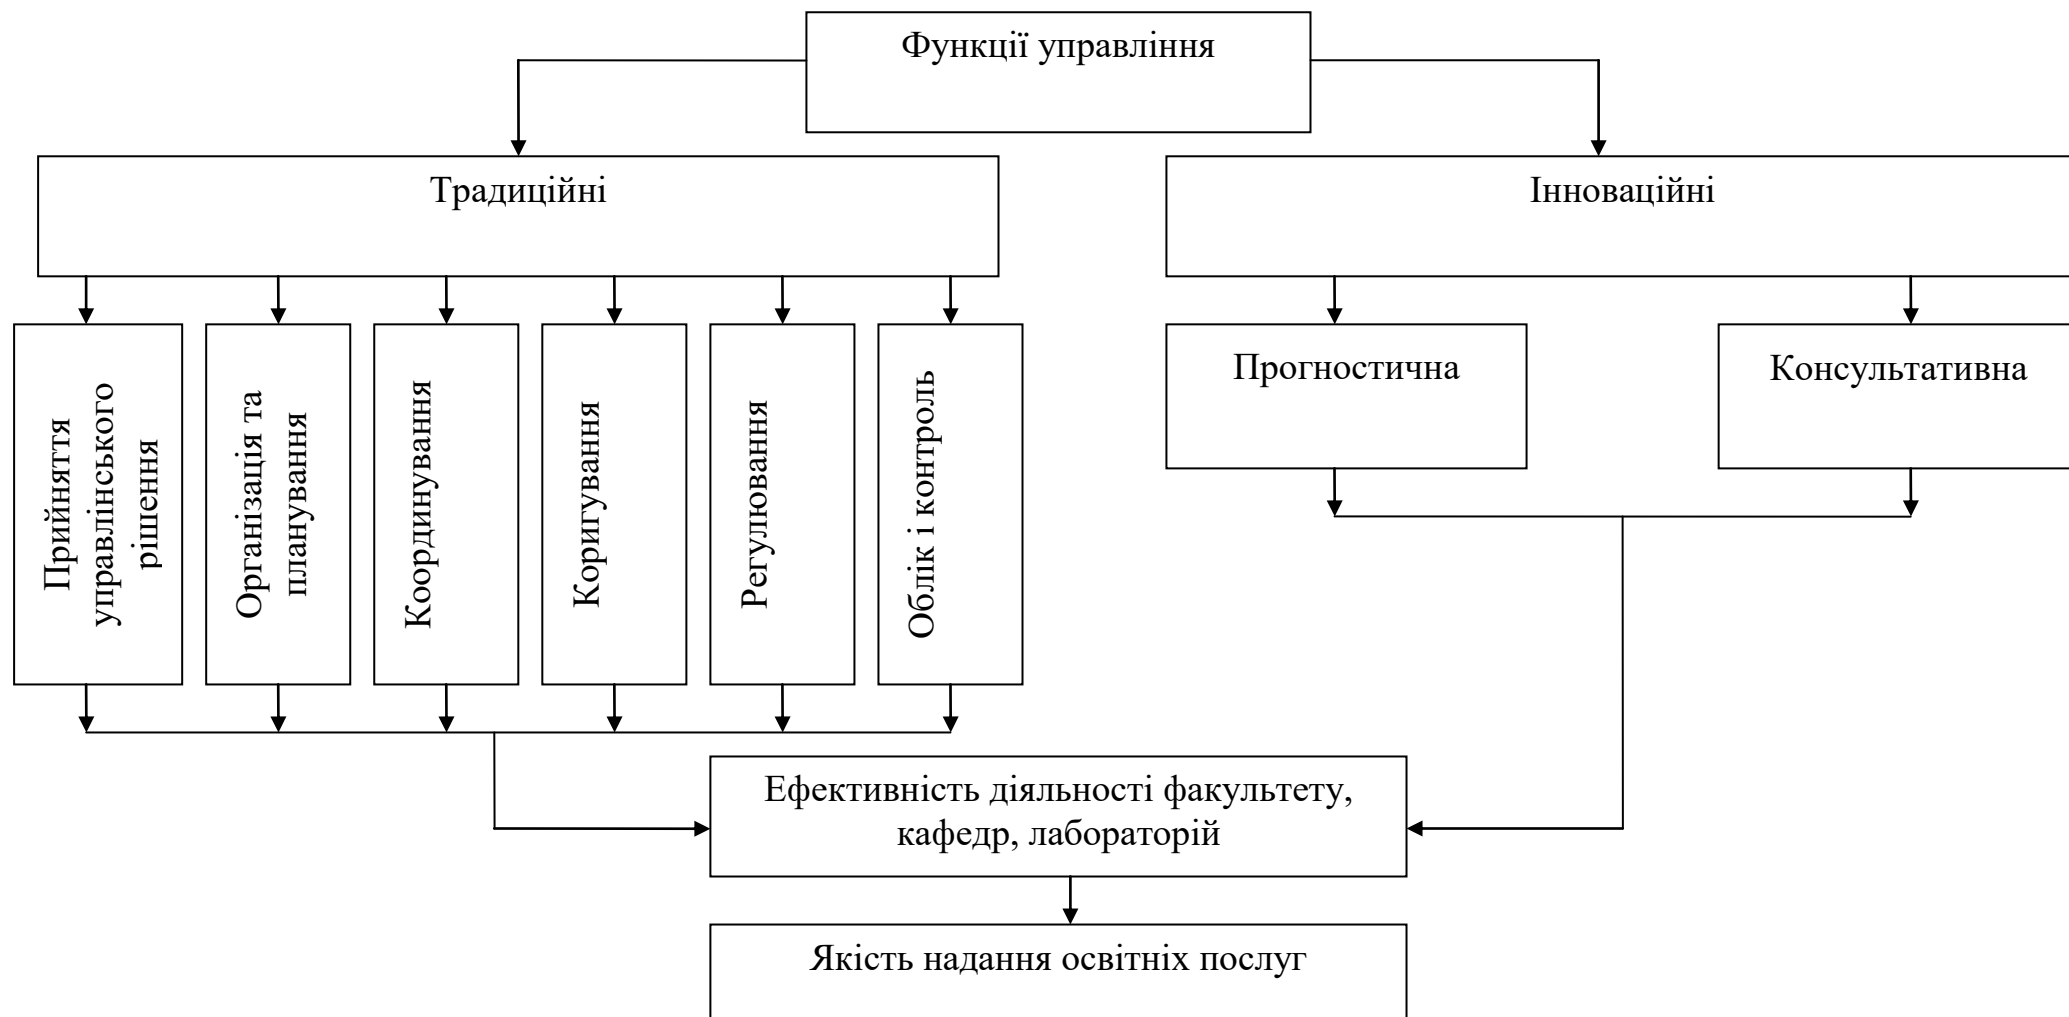 Функції управління
Традиційні
Інноваційні
Прийняття
управлінського
рішення
Організація та
планування
Координування
Коригування
Регулювання
Облік і контроль
Прогностична
Консультативна
Ефективність діяльності факультету,
кафедр, лабораторій
Якість надання освітніх послуг